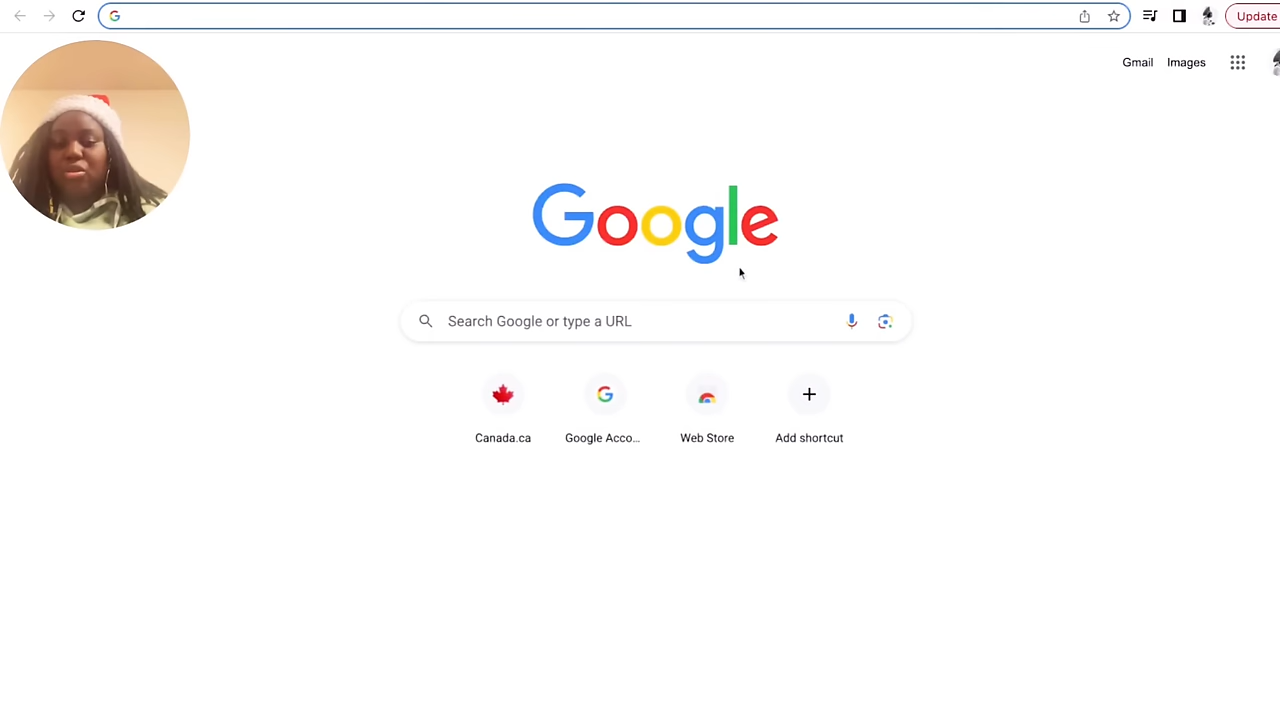 Update
Gmail Images
Google
Search Google or type a URL
Canada.ca Google Acco... Web Store Add shortcut